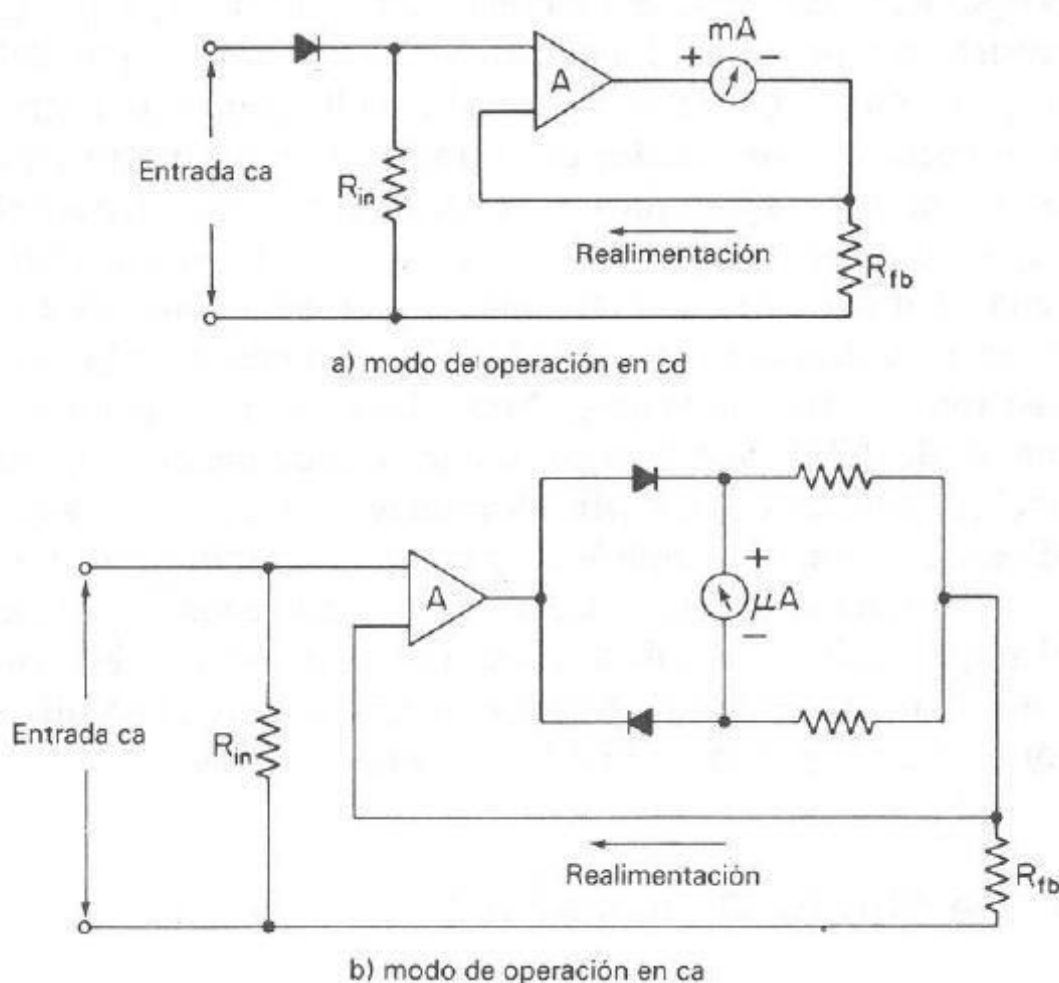 mA
+ −
A
Entrada ca
R_in
Realimentación
R_fb
a) modo de operación en cd
+
A
µA
−
Entrada ca
R_in
Realimentación
R_fb
b) modo de operación en ca